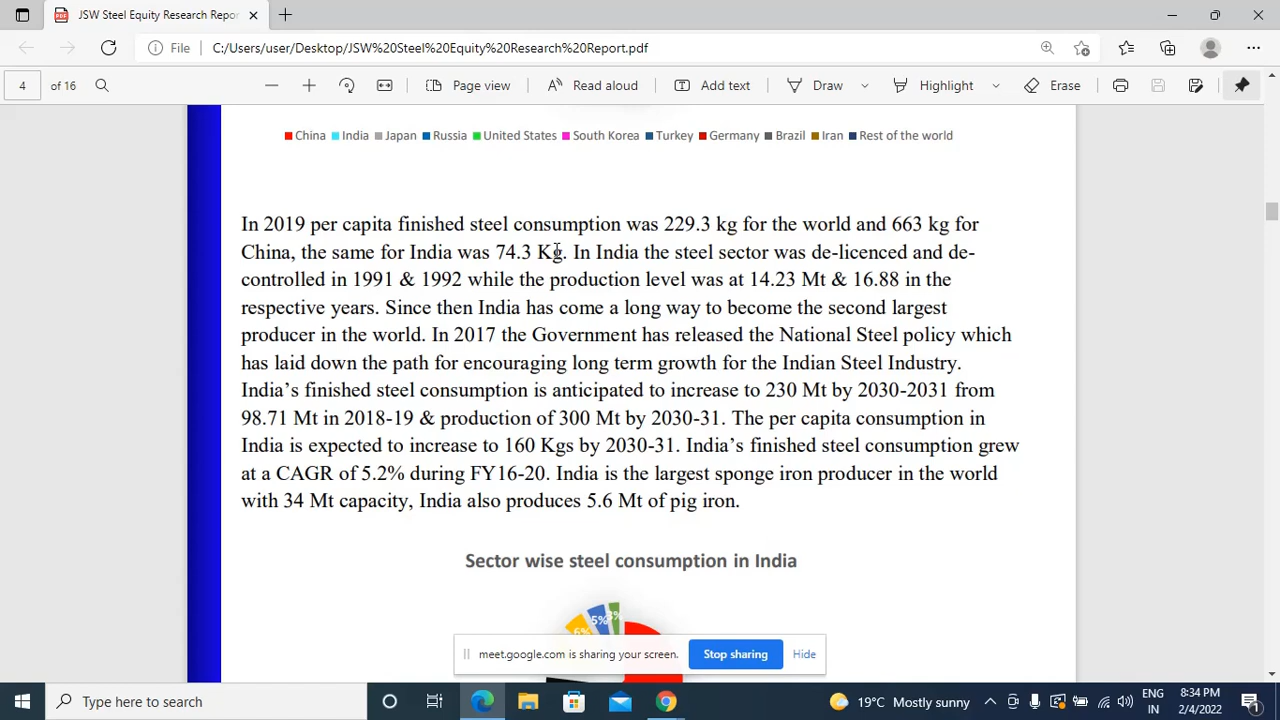 JSW Steel Equity Research Repor
File C:/Users/user/Desktop/JSW%20Steel%20Equity%20Research%20Report.pdf
4 of 16 Page view Read aloud Add text Draw Highlight Erase
China India Japan Russia United States South Korea Turkey Germany Brazil Iran Rest of the world
In 2019 per capita finished steel consumption was 229.3 kg for the world and 663 kg for
China, the same for India was 74.3 Kg. In India the steel sector was de-licenced and de-
controlled in 1991 & 1992 while the production level was at 14.23 Mt & 16.88 in the
respective years. Since then India has come a long way to become the second largest
producer in the world. In 2017 the Government has released the National Steel policy which
has laid down the path for encouraging long term growth for the Indian Steel Industry.
India’s finished steel consumption is anticipated to increase to 230 Mt by 2030-2031 from
98.71 Mt in 2018-19 & production of 300 Mt by 2030-31. The per capita consumption in
India is expected to increase to 160 Kgs by 2030-31. India’s finished steel consumption grew
at a CAGR of 5.2% during FY16-20. India is the largest sponge iron producer in the world
with 34 Mt capacity, India also produces 5.6 Mt of pig iron.
Sector wise steel consumption in India
6% 5% 3%
meet.google.com is sharing your screen. Stop sharing Hide
Type here to search 19°C Mostly sunny ENG IN 8:34 PM 2/4/2022